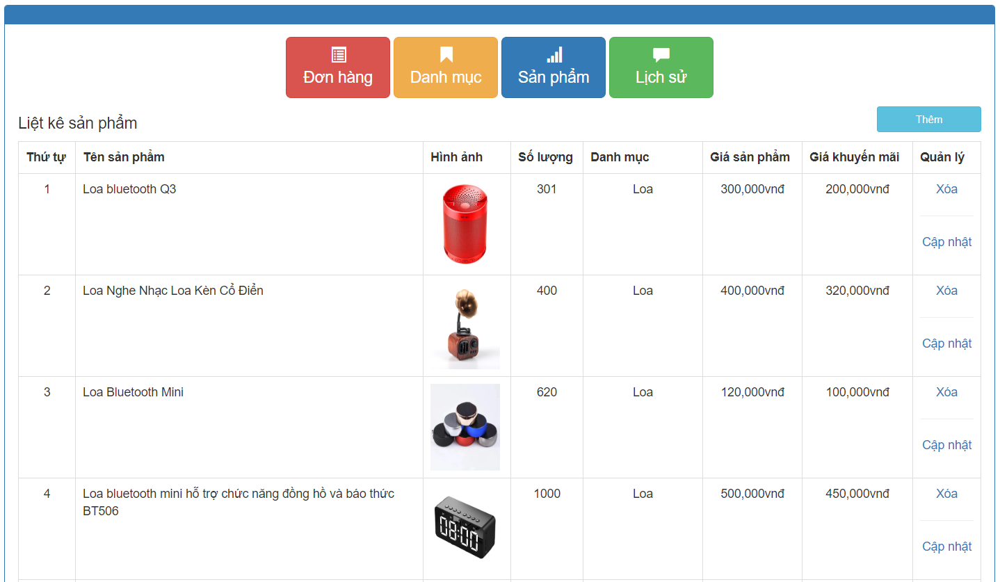 Đơn hàng
Danh mục
Sản phẩm
Lịch sử
Liệt kê sản phẩm
Thêm
Thứ tự Tên sản phẩm Hình ảnh Số lượng Danh mục Giá sản phẩm Giá khuyến mãi Quản lý
1 Loa bluetooth Q3 301 Loa 300,000vnđ 200,000vnđ Xóa
Cập nhật
2 Loa Nghe Nhạc Loa Kèn Cổ Điển 400 Loa 400,000vnđ 320,000vnđ Xóa
Cập nhật
3 Loa Bluetooth Mini 620 Loa 120,000vnđ 100,000vnđ Xóa
Cập nhật
4 Loa bluetooth mini hỗ trợ chức năng đồng hồ và báo thức 1000 Loa 500,000vnđ 450,000vnđ Xóa
BT506
08:00
Cập nhật